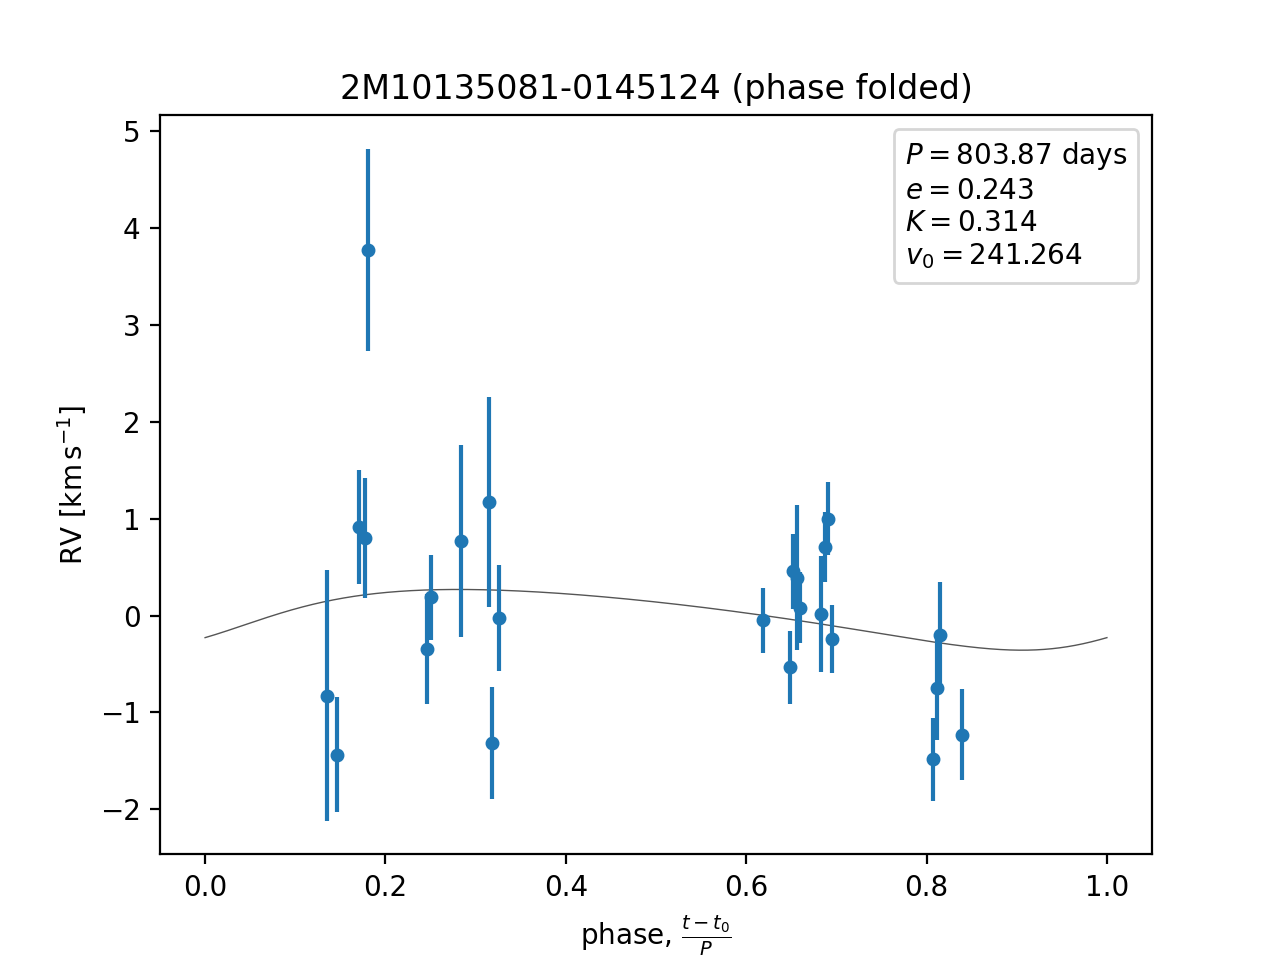 2M10135081-0145124 (phase folded)
P = 803.87 days
e = 0.243
K = 0.314
v₀ = 241.264
5
4
3
2
1
0
−1
−2
RV [km s⁻¹]
0.0 0.2 0.4 0.6 0.8 1.0
phase, (t − t₀)/P